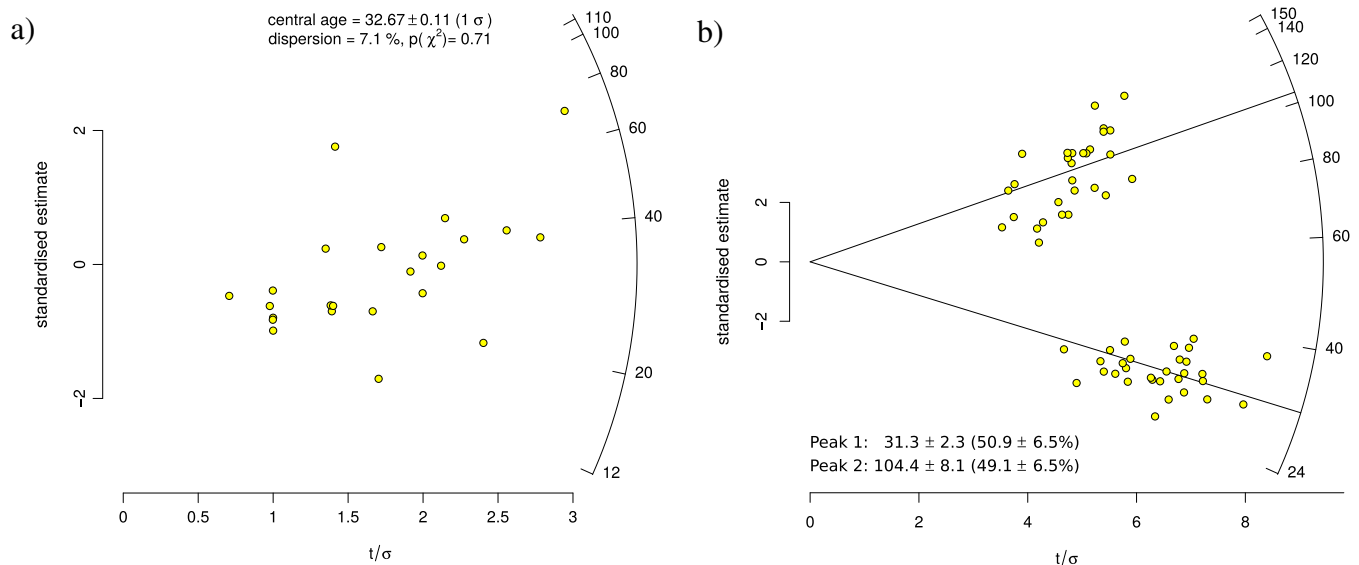 a)
central age = 32.67±0.11 (1 σ)
dispersion = 7.1 %, p( χ²)= 0.71
110
100
80
60
40
20
12
standardised estimate
2
0
−2
0 0.5 1 1.5 2 2.5 3
t/σ
b)
150
140
120
100
80
60
40
24
standardised estimate
2
0
−2
Peak 1: 31.3 ± 2.3 (50.9 ± 6.5%)
Peak 2: 104.4 ± 8.1 (49.1 ± 6.5%)
0 2 4 6 8
t/σ